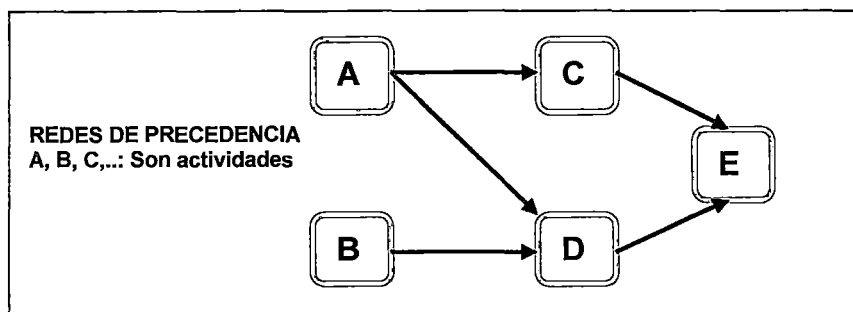 A
C
REDES DE PRECEDENCIA
A, B, C,..: Son actividades
E
B
D